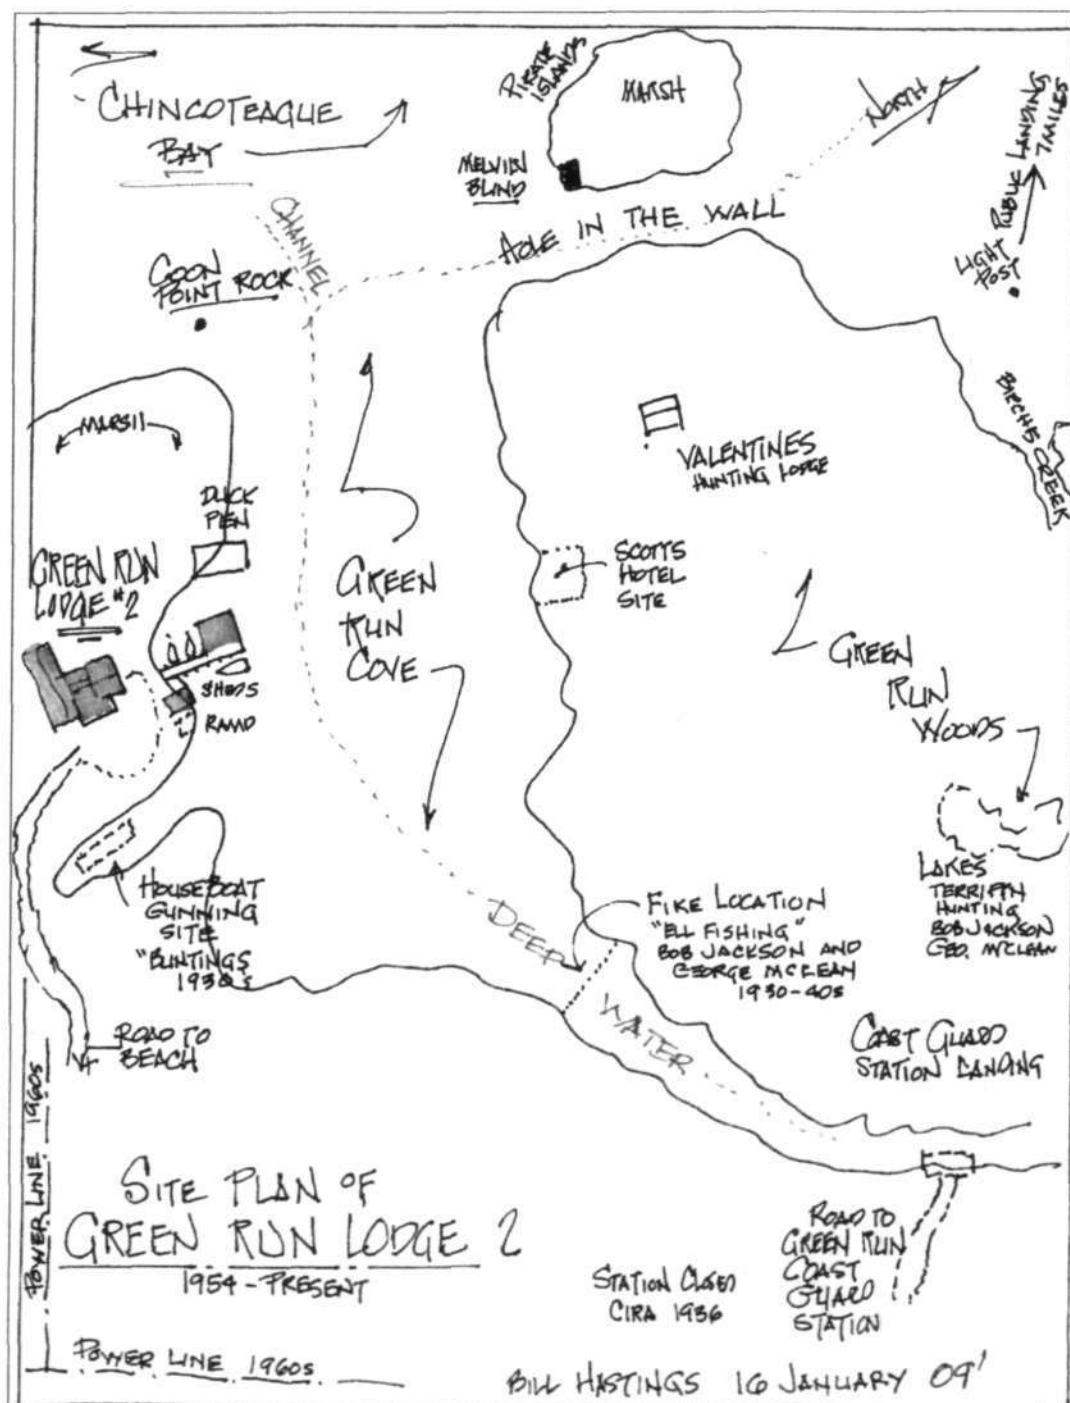 CHINCOTEAGUE
BAY
PIRATE
ISLANDS
MARSH
MELVIN
BLIND
NORTH
PUBLIC LANDING
7 MILES
LIGHT
POST
CHANNEL
HOLE IN THE WALL
COON
POINT ROCK
MARSH
DUCK
PEN
GREEN RUN
LODGE #2
SHEDS
RAMP
GREEN
RUN
COVE
VALENTINES
HUNTING LODGE
BIRCHES CREEK
SCOTTS
HOTEL
SITE
GREEN
RUN
WOODS
LAKES
TERRIFFN
HUNTING
BOB JACKSON
GEO. MCLEAN
HOUSEBOAT
GUNNING
SITE
"BUNTINGS
1930s
ROAD TO
BEACH
DEEP
WATER
FIKE LOCATION
"ELL FISHING"
BOB JACKSON AND
GEORGE MCLEAN
1930-40s
COAST GUARD
STATION LANDING
POWER LINE 1960s
SITE PLAN OF
GREEN RUN LODGE 2
1954 - PRESENT
STATION CLOSED
CIRA 1936
ROAD TO
GREEN RUN
COAST
GUARD
STATION
POWER LINE 1960s
BILL HASTINGS 16 JANUARY 09'